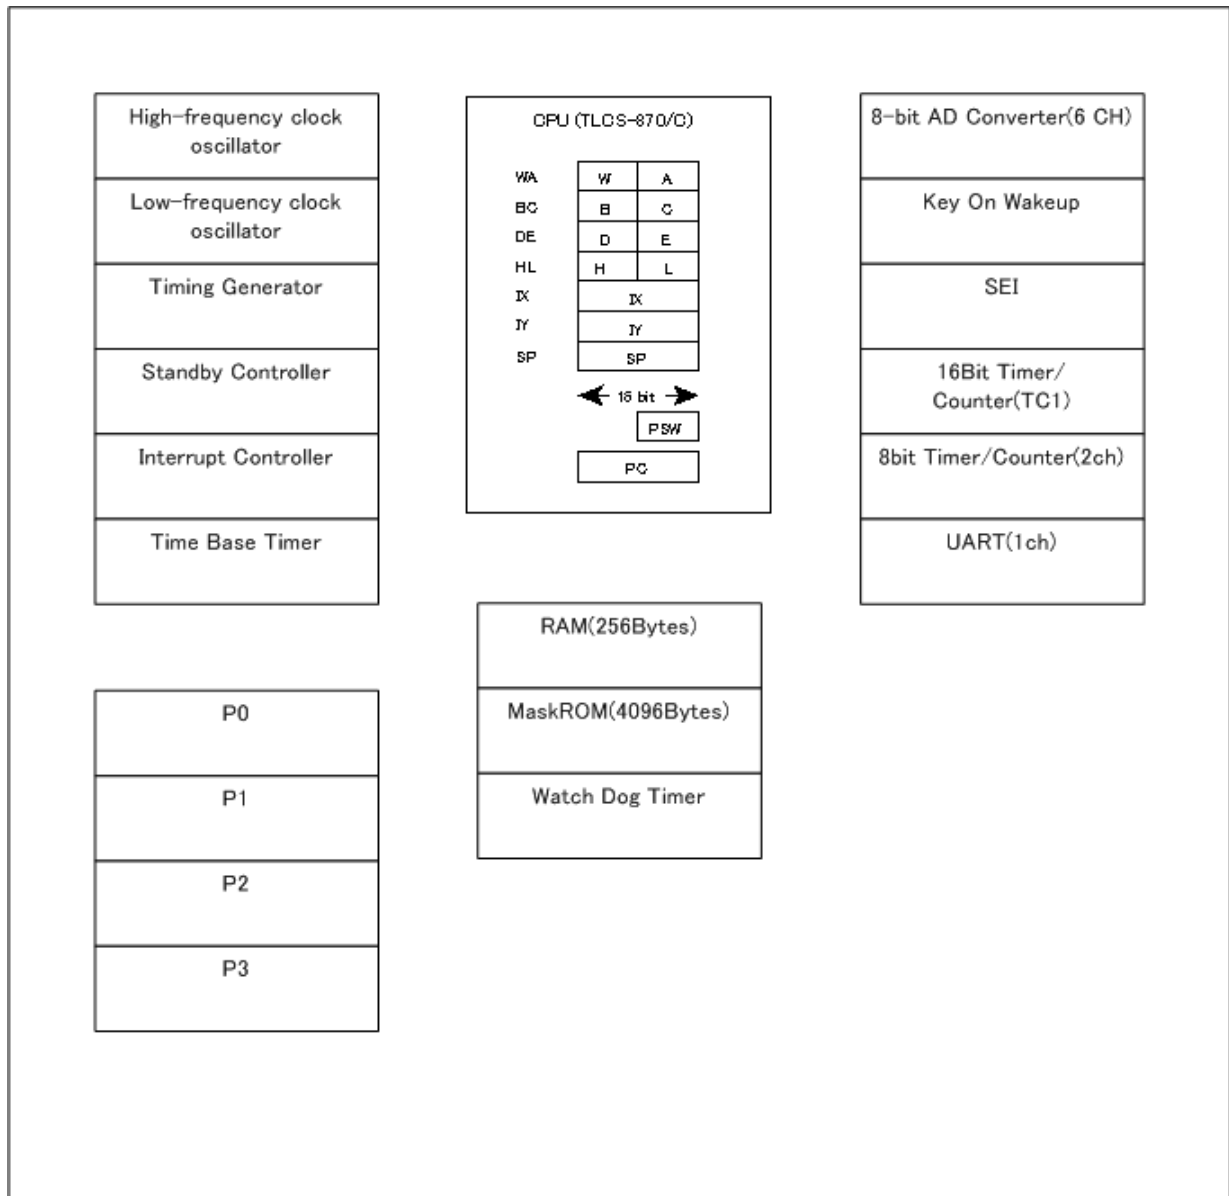 High-frequency clock
oscillator
Low-frequency clock
oscillator
Timing Generator
Standby Controller
Interrupt Controller
Time Base Timer
P0
P1
P2
P3
CPU (TLCS-870/C)
WA W A
BC B C
DE D E
HL H L
IX IX
IY IY
SP SP
16 bit
PSW
PC
RAM(256Bytes)
MaskROM(4096Bytes)
Watch Dog Timer
8-bit AD Converter(6 CH)
Key On Wakeup
SEI
16Bit Timer/
Counter(TC1)
8bit Timer/Counter(2ch)
UART(1ch)